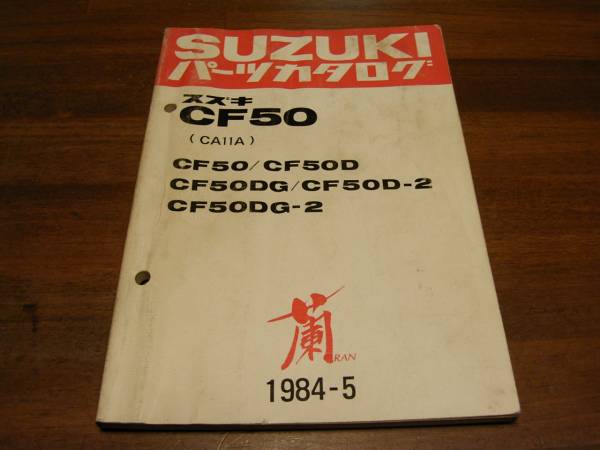 SUZUKI
パーツカタログ
スズキ
CF50
(CA11A)
CF50/CF50D
CF50DG/CF50D-2
CF50DG-2
蘭
RAN
1984-5